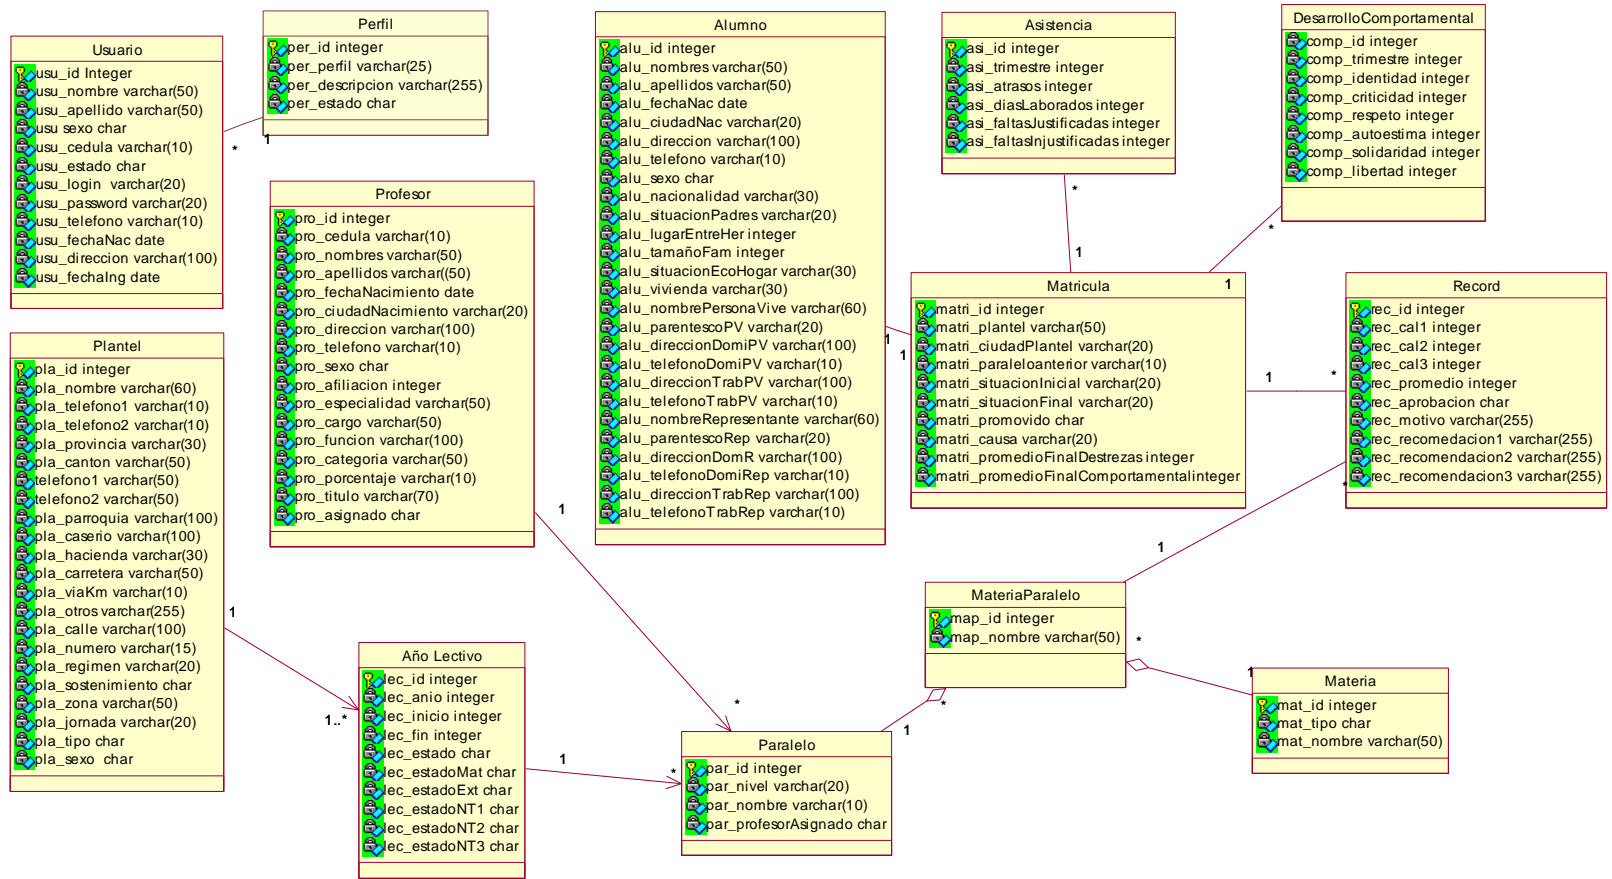 Usuario
usu_id Integer
usu_nombre varchar(50)
usu_apellido varchar(50)
usu sexo char
usu_cedula varchar(10)
usu_estado char
usu_login varchar(20)
usu_password varchar(20)
usu_telefono varchar(10)
usu_fechaNac date
usu_direccion varchar(100)
usu_fechaIng date
*
1
Perfil
per_id integer
per_perfil varchar(25)
per_descripcion varchar(255)
per_estado char
Plantel
pla_id integer
pla_nombre varchar(60)
pla_telefono1 varchar(10)
pla_telefono2 varchar(10)
pla_provincia varchar(30)
pla_canton varchar(50)
telefono1 varchar(50)
telefono2 varchar(50)
pla_parroquia varchar(100)
pla_caserio varchar(100)
pla_hacienda varchar(30)
pla_carretera varchar(50)
pla_viaKm varchar(10)
pla_otros varchar(255)
pla_calle varchar(100)
pla_numero varchar(15)
pla_regimen varchar(20)
pla_sostenimiento char
pla_zona varchar(50)
pla_jornada varchar(20)
pla_tipo char
pla_sexo char
1
1..*
Profesor
pro_id integer
pro_cedula varchar(10)
pro_nombres varchar(50)
pro_apellidos varchar((50)
pro_fechaNacimiento date
pro_ciudadNacimiento varchar(20)
pro_direccion varchar(100)
pro_telefono varchar(10)
pro_sexo char
pro_afiliacion integer
pro_especialidad varchar(50)
pro_cargo varchar(50)
pro_funcion varchar(100)
pro_categoria varchar(50)
pro_porcentaje varchar(10)
pro_titulo varchar(70)
pro_asignado char
1
*
Año Lectivo
lec_id integer
lec_anio integer
lec_inicio integer
lec_fin integer
lec_estado char
lec_estadoMat char
lec_estadoExt char
lec_estadoNT1 char
lec_estadoNT2 char
lec_estadoNT3 char
1
*
Alumno
alu_id integer
alu_nombres varchar(50)
alu_apellidos varchar(50)
alu_fechaNac date
alu_ciudadNac varchar(20)
alu_direccion varchar(100)
alu_telefono varchar(10)
alu_sexo char
alu_nacionalidad varchar(30)
alu_situacionPadres varchar(20)
alu_lugarEntreHer integer
alu_tamañoFam integer
alu_situacionEcoHogar varchar(30)
alu_vivienda varchar(30)
alu_nombrePersonaVive varchar(60)
alu_parentescoPV varchar(20)
alu_direccionDomiPV varchar(100)
alu_telefonoDomiPV varchar(10)
alu_direccionTrabPV varchar(100)
alu_telefonoTrabPV varchar(10)
alu_nombreRepresentante varchar(60)
alu_parentescoRep varchar(20)
alu_direccionDomR varchar(100)
alu_telefonoDomiRep varchar(10)
alu_direccionTrabRep varchar(100)
alu_telefonoTrabRep varchar(10)
1
1
Asistencia
asi_id integer
asi_trimestre integer
asi_atrasos integer
asi_diasLaborados integer
asi_faltasJustificadas integer
asi_faltasInjustificadas integer
*
1
DesarrolloComportamental
comp_id integer
comp_trimestre integer
comp_identidad integer
comp_criticidad integer
comp_respeto integer
comp_autoestima integer
comp_solidaridad integer
comp_libertad integer
*
1
Matricula
matri_id integer
matri_plantel varchar(50)
matri_ciudadPlantel varchar(20)
matri_paraleloanterior varchar(10)
matri_situacionInicial varchar(20)
matri_situacionFinal varchar(20)
matri_promovido char
matri_causa varchar(20)
matri_promedioFinalDestrezas integer
matri_promedioFinalComportamental integer
1
*
Record
rec_id integer
rec_cal1 integer
rec_cal2 integer
rec_cal3 integer
rec_promedio integer
rec_aprobacion char
rec_motivo varchar(255)
rec_recomedacion1 varchar(255)
rec_recomendacion2 varchar(255)
rec_recomendacion3 varchar(255)
*
1
MateriaParalelo
map_id integer
map_nombre varchar(50)
*
1
*
1
Materia
mat_id integer
mat_tipo char
mat_nombre varchar(50)
Paralelo
par_id integer
par_nivel varchar(20)
par_nombre varchar(10)
par_profesorAsignado char